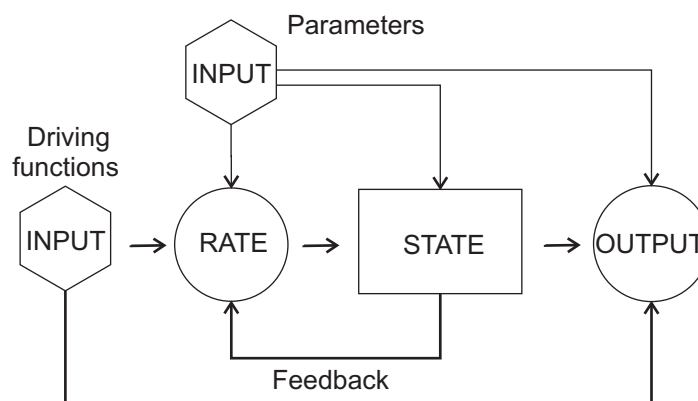 Parameters
INPUT
Driving
functions
INPUT
RATE
STATE
OUTPUT
Feedback